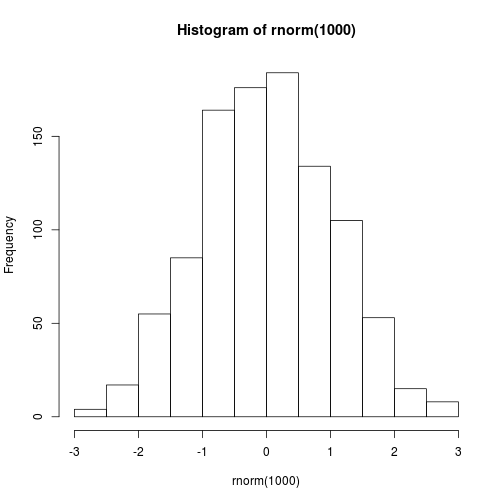 Histogram of rnorm(1000)
Frequency
150
100
50
0
-3 -2 -1 0 1 2 3
rnorm(1000)